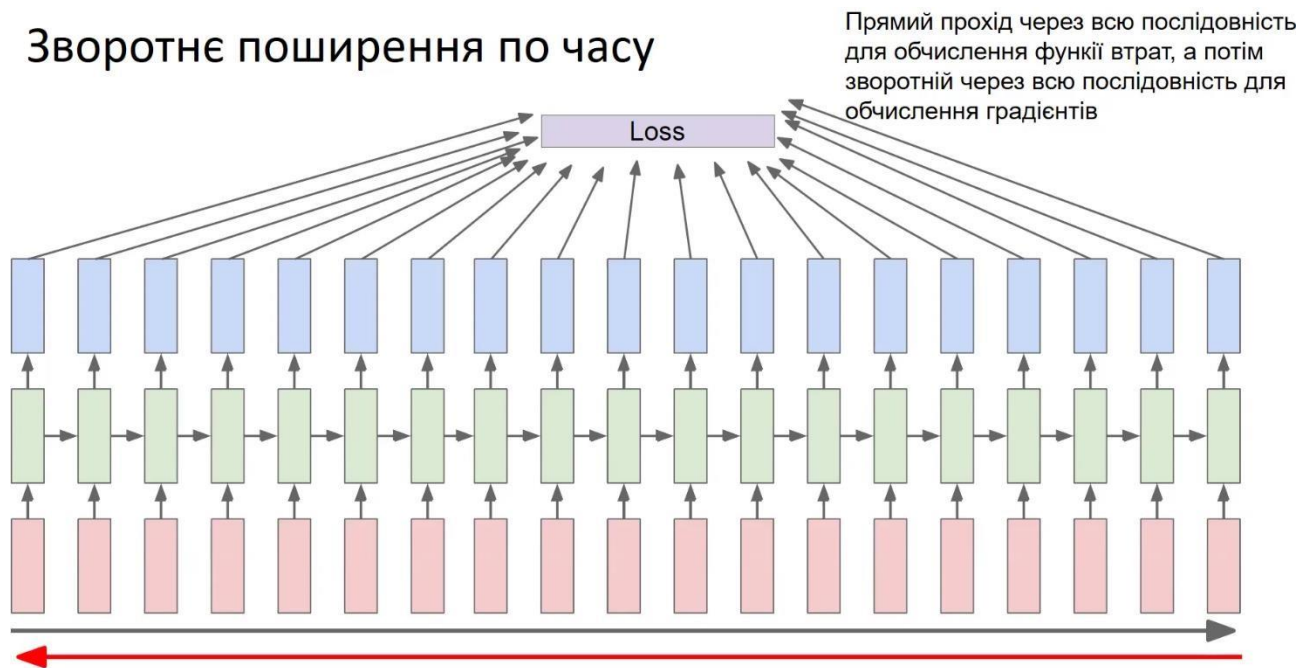 Зворотнє поширення по часу
Прямий прохід через всю послідовність
для обчислення функії втрат, а потім
зворотній через всю послідовність для
обчислення градієнтів
Loss